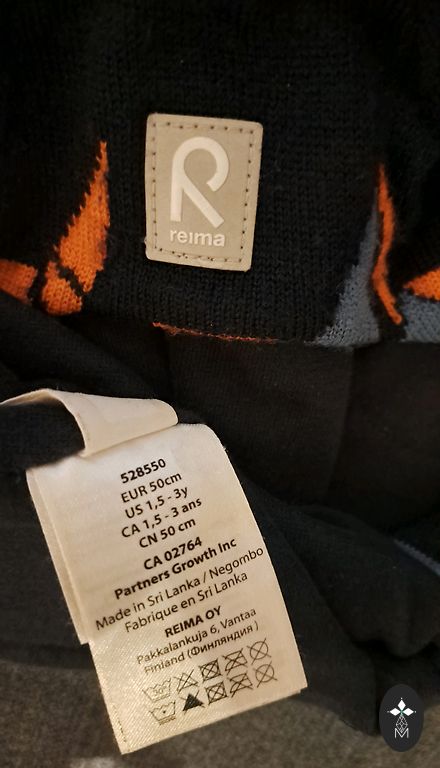 reima
528550
EUR 50cm
US 1,5 - 3y
CA 1,5 - 3 ans
CN 50 cm
CA 02764
Partners Growth Inc
Made in Sri Lanka / Negombo
Fabrique en Sri Lanka
REIMA OY
Pakkalankuja 6, Vantaa
Finland (Финляндия )
M